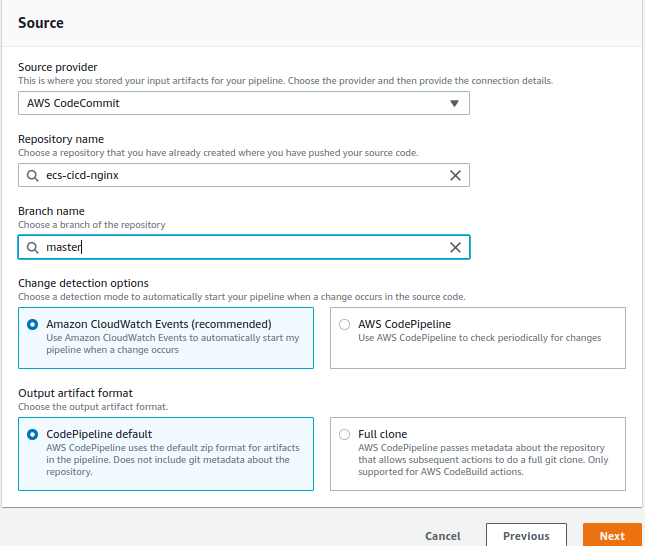 Source
Source provider
This is where you stored your input artifacts for your pipeline. Choose the provider and then provide the connection details.
AWS CodeCommit
Repository name
Choose a repository that you have already created where you have pushed your source code.
ecs-cicd-nginx
Branch name
Choose a branch of the repository
master
Change detection options
Choose a detection mode to automatically start your pipeline when a change occurs in the source code.
Amazon CloudWatch Events (recommended)
Use Amazon CloudWatch Events to automatically start my
pipeline when a change occurs
AWS CodePipeline
Use AWS CodePipeline to check periodically for changes
Output artifact format
Choose the output artifact format.
CodePipeline default
AWS CodePipeline uses the default zip format for artifacts
in the pipeline. Does not include git metadata about the
repository.
Full clone
AWS CodePipeline passes metadata about the repository
that allows subsequent actions to do a full git clone. Only
supported for AWS CodeBuild actions.
Cancel
Previous
Next